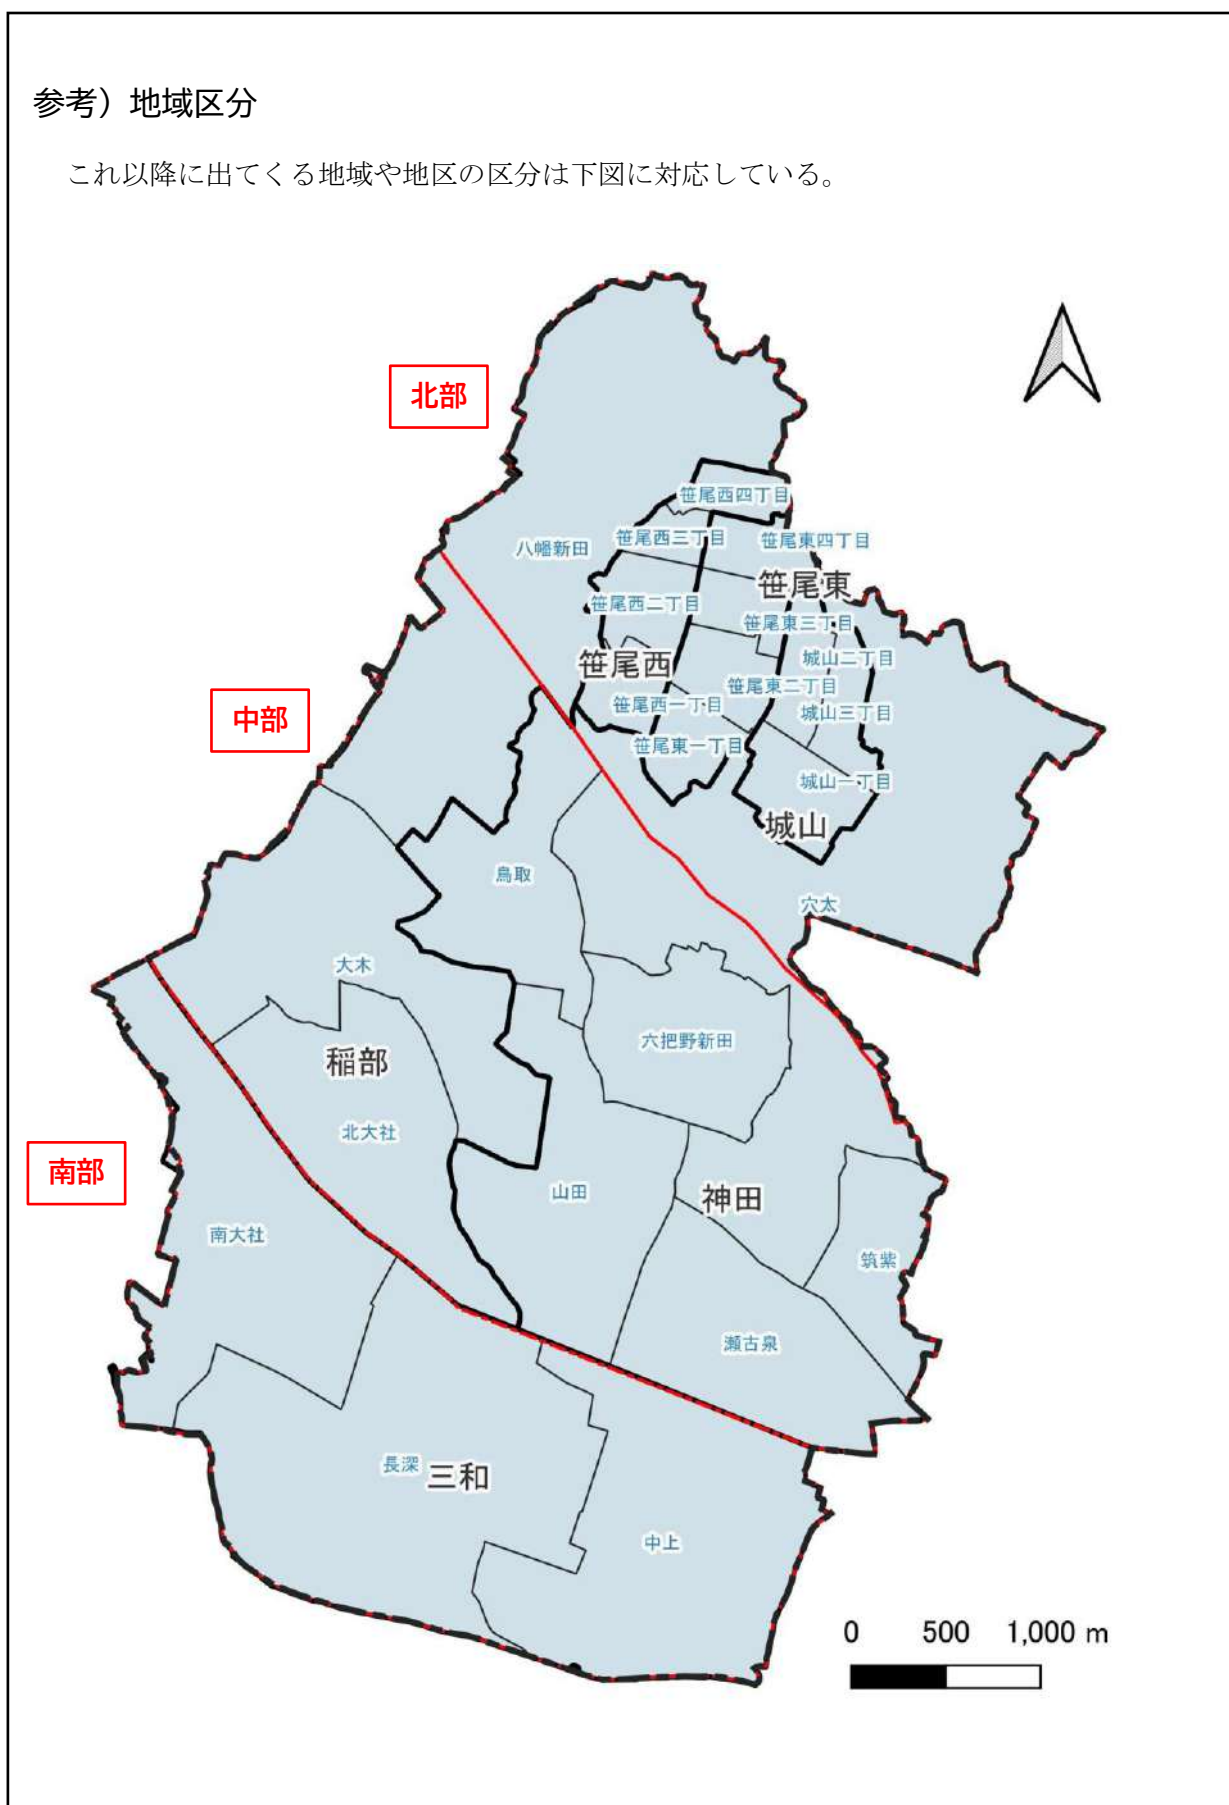 参考）地域区分
これ以降に出てくる地域や地区の区分は下図に対応している。
北部
笹尾西四丁目
笹尾西三丁目
笹尾東四丁目
八幡新田
笹尾東
笹尾西二丁目
笹尾東三丁目
城山二丁目
笹尾西
笹尾東二丁目
笹尾西一丁目
城山三丁目
中部
笹尾東一丁目
城山一丁目
城山
鳥取
穴太
大木
六把野新田
稲部
北大社
南部
山田
神田
南大社
筑紫
瀬古泉
長深
三和
中上
0 500 1,000 m